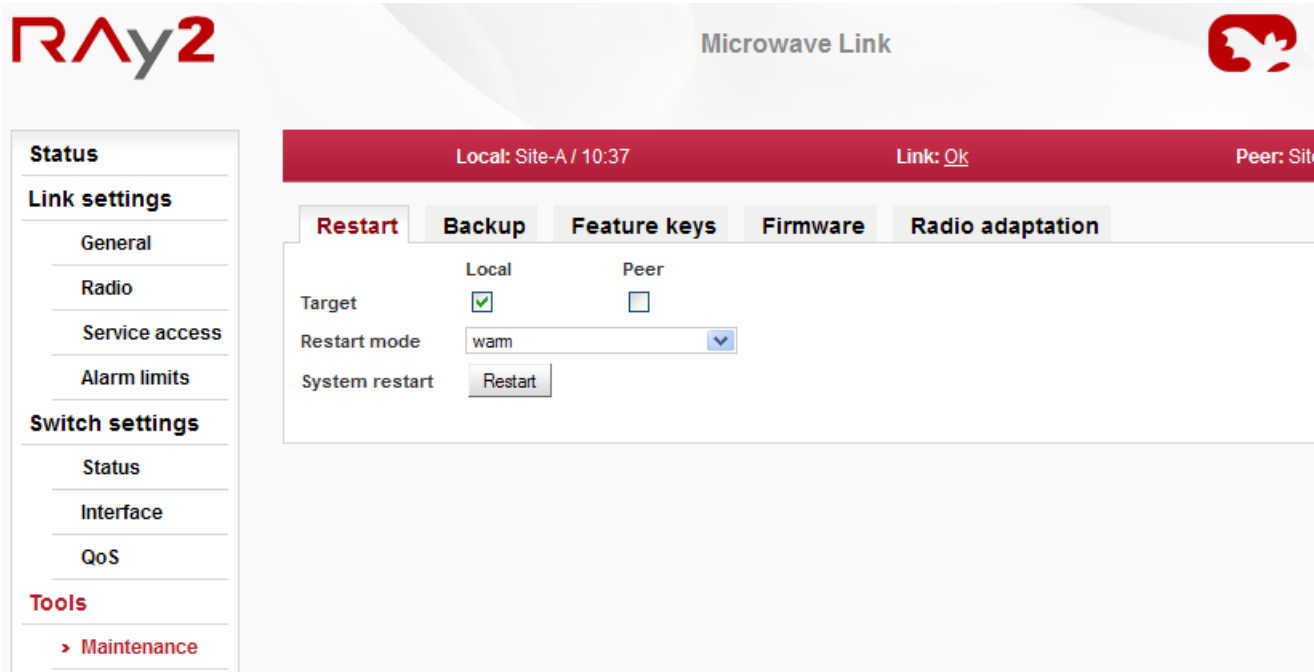 RAy2
Microwave Link
Status
Link settings
General
Radio
Service access
Alarm limits
Switch settings
Status
Interface
QoS
Tools
› Maintenance
Local: Site-A / 10:37 Link: Ok Peer: Site
Restart Backup Feature keys Firmware Radio adaptation
Local Peer
Target
Restart mode warm
System restart Restart